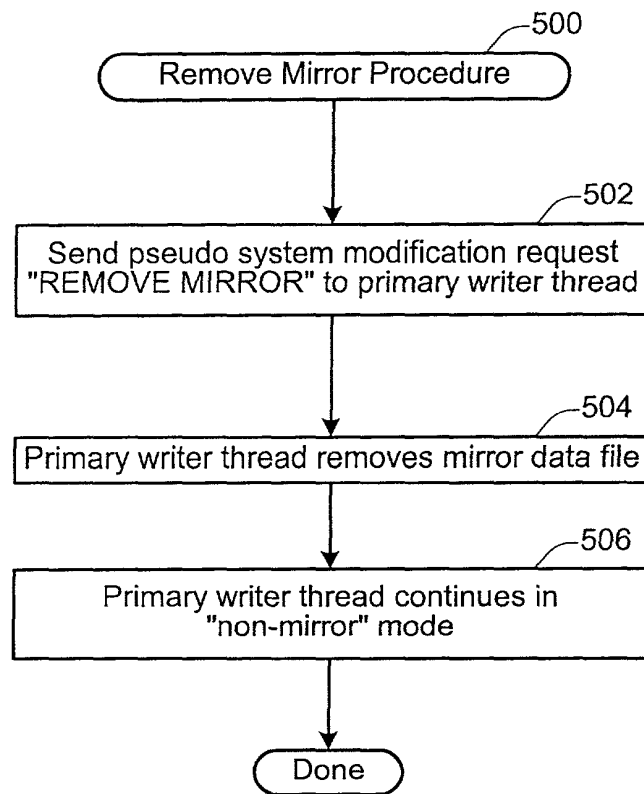 500
Remove Mirror Procedure
502
Send pseudo system modification request
"REMOVE MIRROR" to primary writer thread
504
Primary writer thread removes mirror data file
506
Primary writer thread continues in
"non-mirror" mode
Done